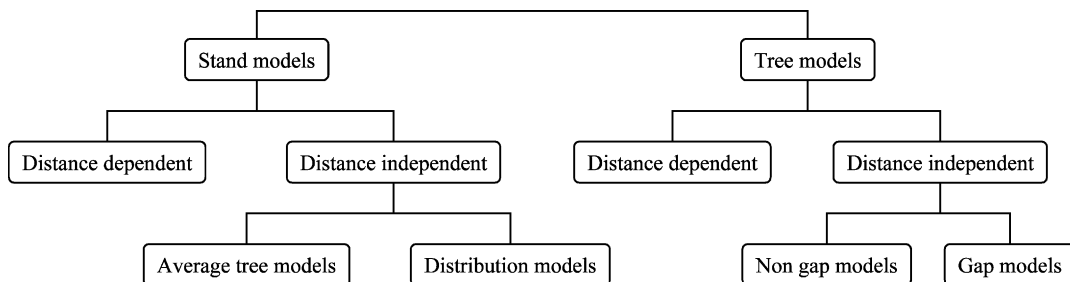 Stand models
Tree models
Distance dependent
Distance independent
Distance dependent
Distance independent
Average tree models
Distribution models
Non gap models
Gap models